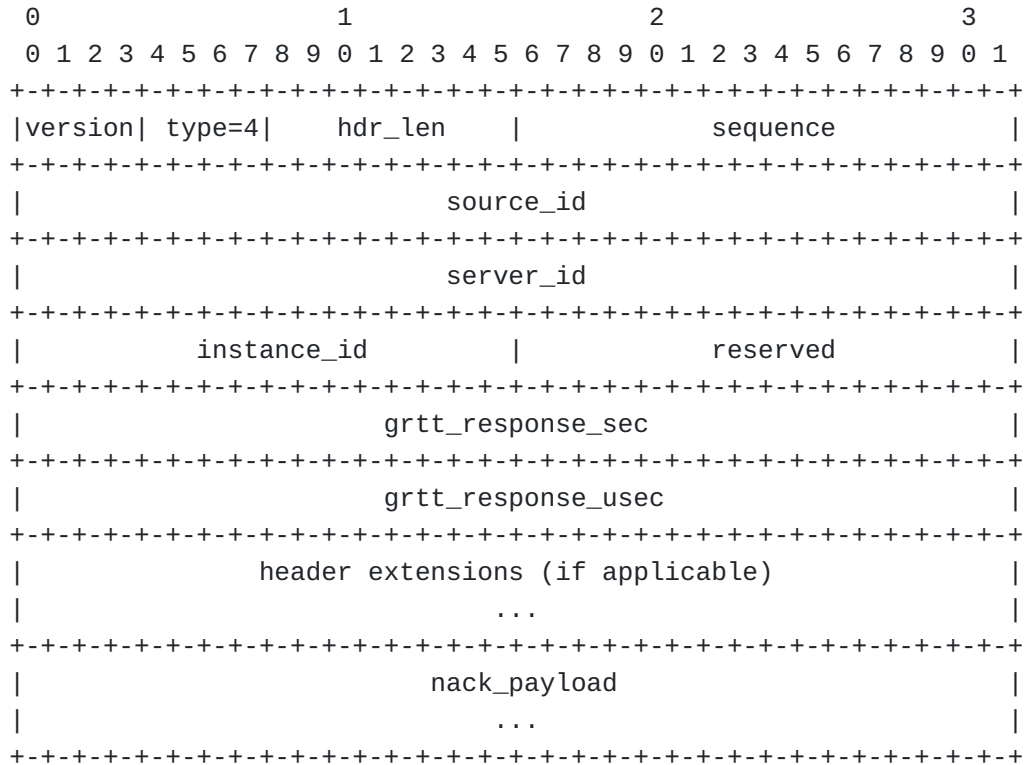 0                   1                   2                   3
 0 1 2 3 4 5 6 7 8 9 0 1 2 3 4 5 6 7 8 9 0 1 2 3 4 5 6 7 8 9 0 1
+-+-+-+-+-+-+-+-+-+-+-+-+-+-+-+-+-+-+-+-+-+-+-+-+-+-+-+-+-+-+-+-+
|version| type=4|    hdr_len    |            sequence           |
+-+-+-+-+-+-+-+-+-+-+-+-+-+-+-+-+-+-+-+-+-+-+-+-+-+-+-+-+-+-+-+-+
|                           source_id                           |
+-+-+-+-+-+-+-+-+-+-+-+-+-+-+-+-+-+-+-+-+-+-+-+-+-+-+-+-+-+-+-+-+
|                           server_id                           |
+-+-+-+-+-+-+-+-+-+-+-+-+-+-+-+-+-+-+-+-+-+-+-+-+-+-+-+-+-+-+-+-+
|           instance_id         |            reserved           |
+-+-+-+-+-+-+-+-+-+-+-+-+-+-+-+-+-+-+-+-+-+-+-+-+-+-+-+-+-+-+-+-+
|                       grtt_response_sec                       |
+-+-+-+-+-+-+-+-+-+-+-+-+-+-+-+-+-+-+-+-+-+-+-+-+-+-+-+-+-+-+-+-+
|                       grtt_response_usec                      |
+-+-+-+-+-+-+-+-+-+-+-+-+-+-+-+-+-+-+-+-+-+-+-+-+-+-+-+-+-+-+-+-+
|               header extensions (if applicable)               |
|                              ...                              |
+-+-+-+-+-+-+-+-+-+-+-+-+-+-+-+-+-+-+-+-+-+-+-+-+-+-+-+-+-+-+-+-+
|                          nack_payload                         |
|                              ...                              |
+-+-+-+-+-+-+-+-+-+-+-+-+-+-+-+-+-+-+-+-+-+-+-+-+-+-+-+-+-+-+-+-+